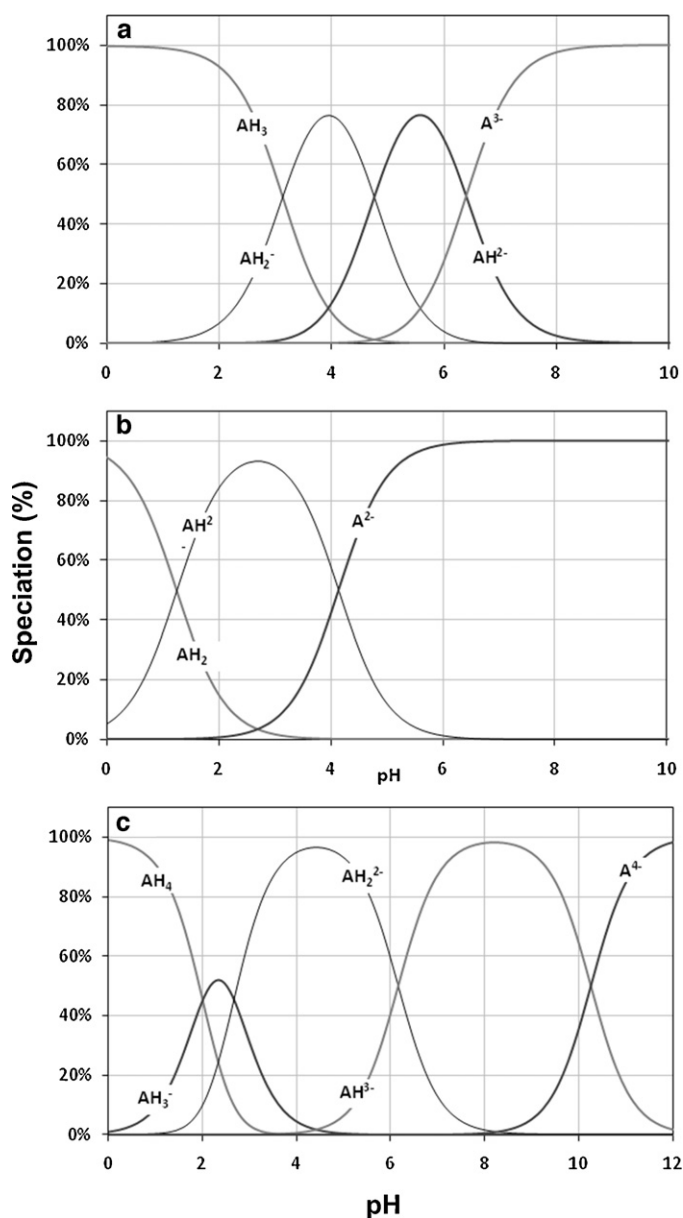 a
100%
80%
60%
40%
20%
0%
AH₃
AH₂⁻
A³⁻
AH²⁻
0 2 4 6 8 10
b
100%
80%
60%
40%
20%
0%
AH²
-
A²⁻
AH₂
0 2 4 6 8 10
pH
Speciation (%)
c
100%
80%
60%
40%
20%
0%
AH₄
AH₂²⁻
A⁴⁻
AH₃⁻
AH³⁻
0 2 4 6 8 10 12
pH